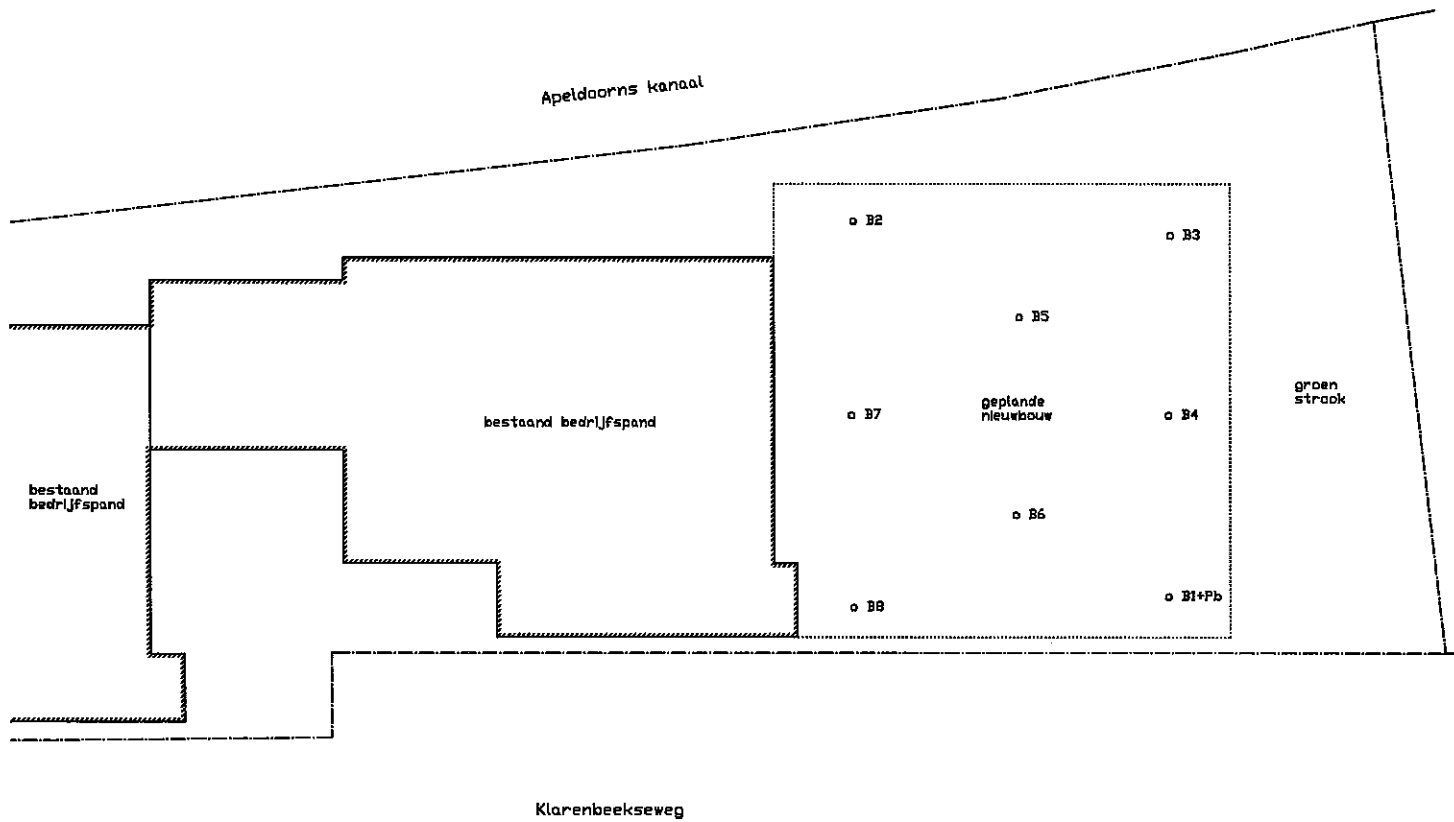 Apeldoorns kanaal
B2
B3
B5
groen
strook
geplande
nieuwbouw
B7
B4
bestaand bedrijfspand
bestaand
bedrijfspand
B6
B1+Pb
B8
Klarenbeekseweg